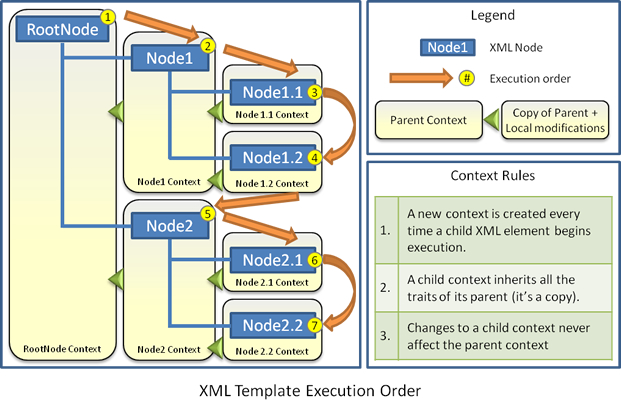 RootNode
1
Node1
2
Node1.1
3
Node 1.1 Context
Node1.2
4
Node1 Context
Node 1.2 Context
Node2
5
Node2.1
6
Node 2.1 Context
Node2.2
7
RootNode Context
Node2 Context
Node 2.2 Context
Legend
Node1
XML Node
#
Execution order
Parent Context
Copy of Parent +
Local modifications
Context Rules
1.
A new context is created every
time a child XML element begins
execution.
2.
A child context inherits all the
traits of its parent (it's a copy).
3.
Changes to a child context never
affect the parent context
XML Template Execution Order